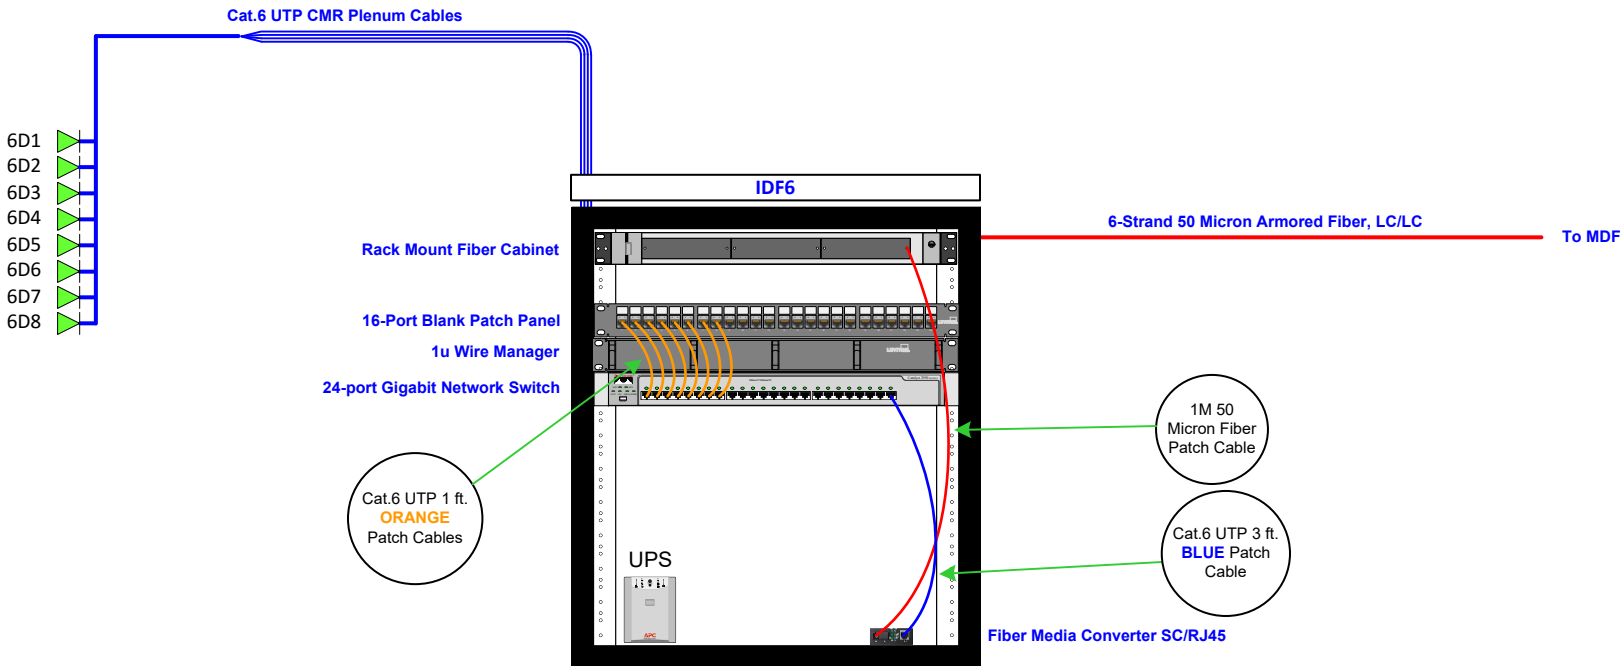 Cat.6 UTP CMR Plenum Cables
6D1
6D2
6D3
6D4
6D5
6D6
6D7
6D8
IDF6
6-Strand 50 Micron Armored Fiber, LC/LC
To MDF
Rack Mount Fiber Cabinet
16-Port Blank Patch Panel
1u Wire Manager
24-port Gigabit Network Switch
1M 50
Micron Fiber
Patch Cable
Cat.6 UTP 1 ft.
ORANGE
Patch Cables
Cat.6 UTP 3 ft.
BLUE Patch
Cable
UPS
APC
Fiber Media Converter SC/RJ45